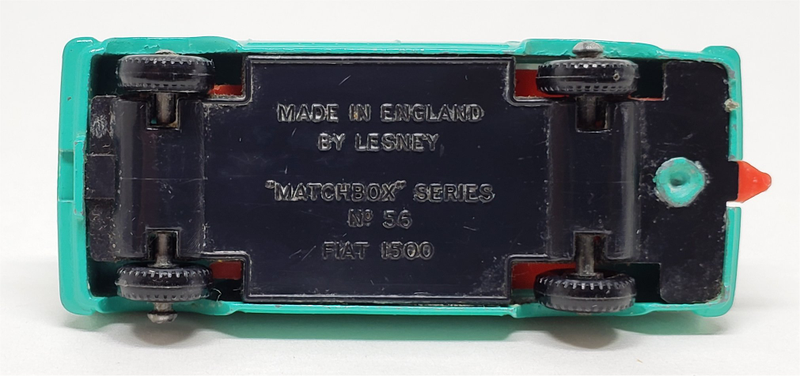 MADE IN ENGLAND
BY LESNEY
"MATCHBOX" SERIES
Nº 56
FIAT 1500